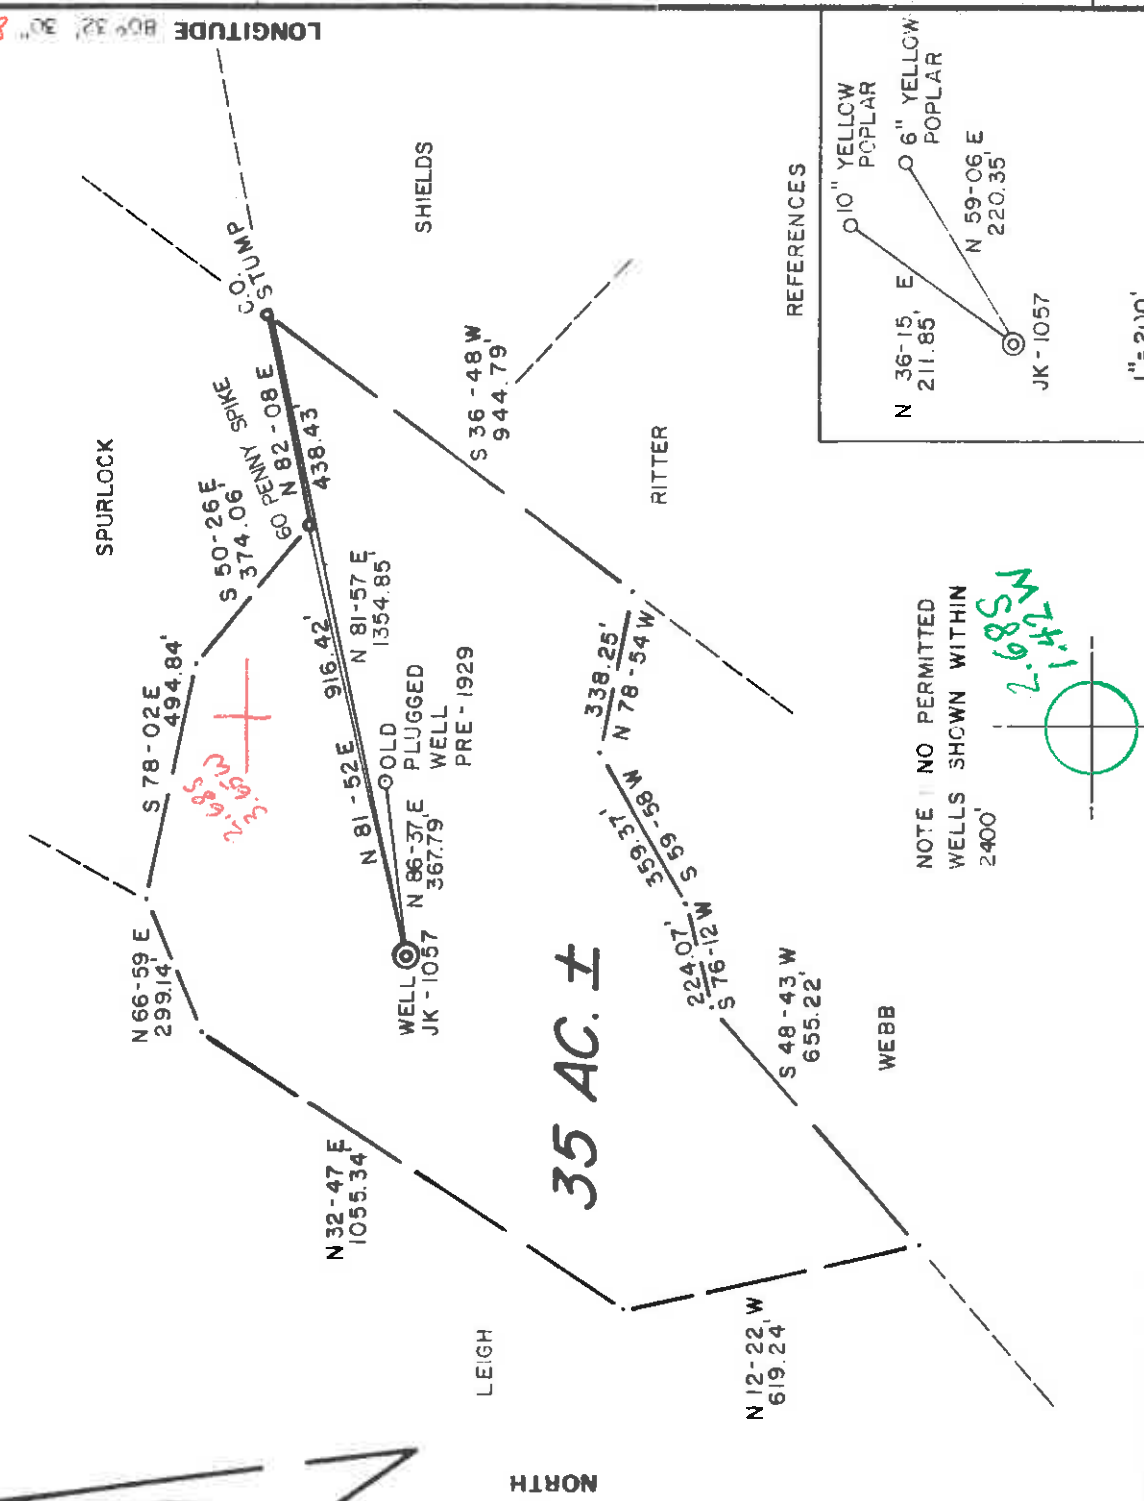 LONGITUDE 80° 32' 30" 8
SPURLOCK
SHIELDS
C.O.
STUMP
60 PENNY SPIKE
N 82-08 E
438.43'
S 50-26 E
374.06'
S 78-02 E
494.84'
2.68S
N 66-59 E
299.14'
N 81-52 E 916.42'
N 81-57 E
1354.85'
OLD
PLUGGED
WELL
PRE-1929
N 86-37 E
367.79'
WELL
JK-1057
S 36-48 W
944.79'
RITTER
338.25'
N 78-54 W
359.37'
S 59-58 W
224.07'
S 76-12 W
S 48-43 W
655.22'
WEBB
35 AC. ±
N 32-47 E
1055.34'
LEIGH
N 12-22 W
619.24'
NORTH
REFERENCES
10" YELLOW
POPLAR
6" YELLOW
POPLAR
N 36-15 E
211.85'
N 59-06 E
220.35'
JK-1057
1"=200'
NOTE NO PERMITTED
WELLS SHOWN WITHIN
2400'
2.68S
1.42W